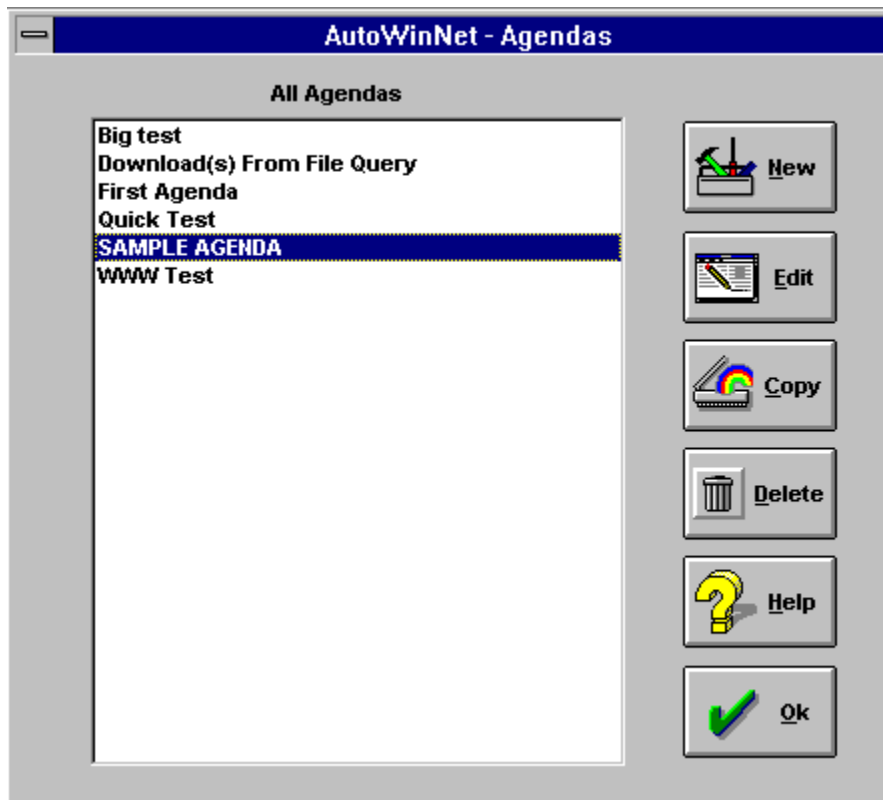 AutoWinNet - Agendas
All Agendas
Big test
Download(s) From File Query
First Agenda
Quick Test
SAMPLE AGENDA
WWW Test
New
Edit
Copy
Delete
Help
Ok